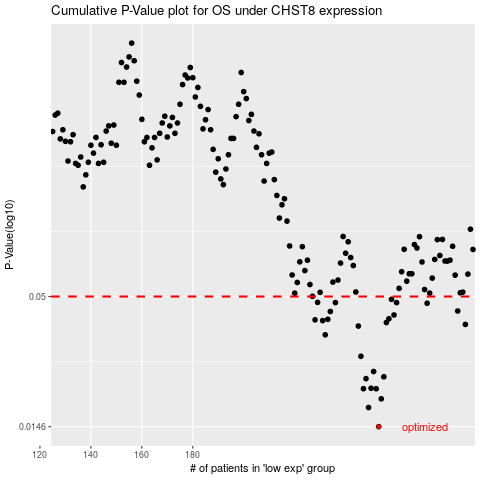 Cumulative P-Value plot for OS under CHST8 expression
P-Value(log10)
0.05
0.0146
optimized
120 140 160 180
# of patients in 'low exp' group